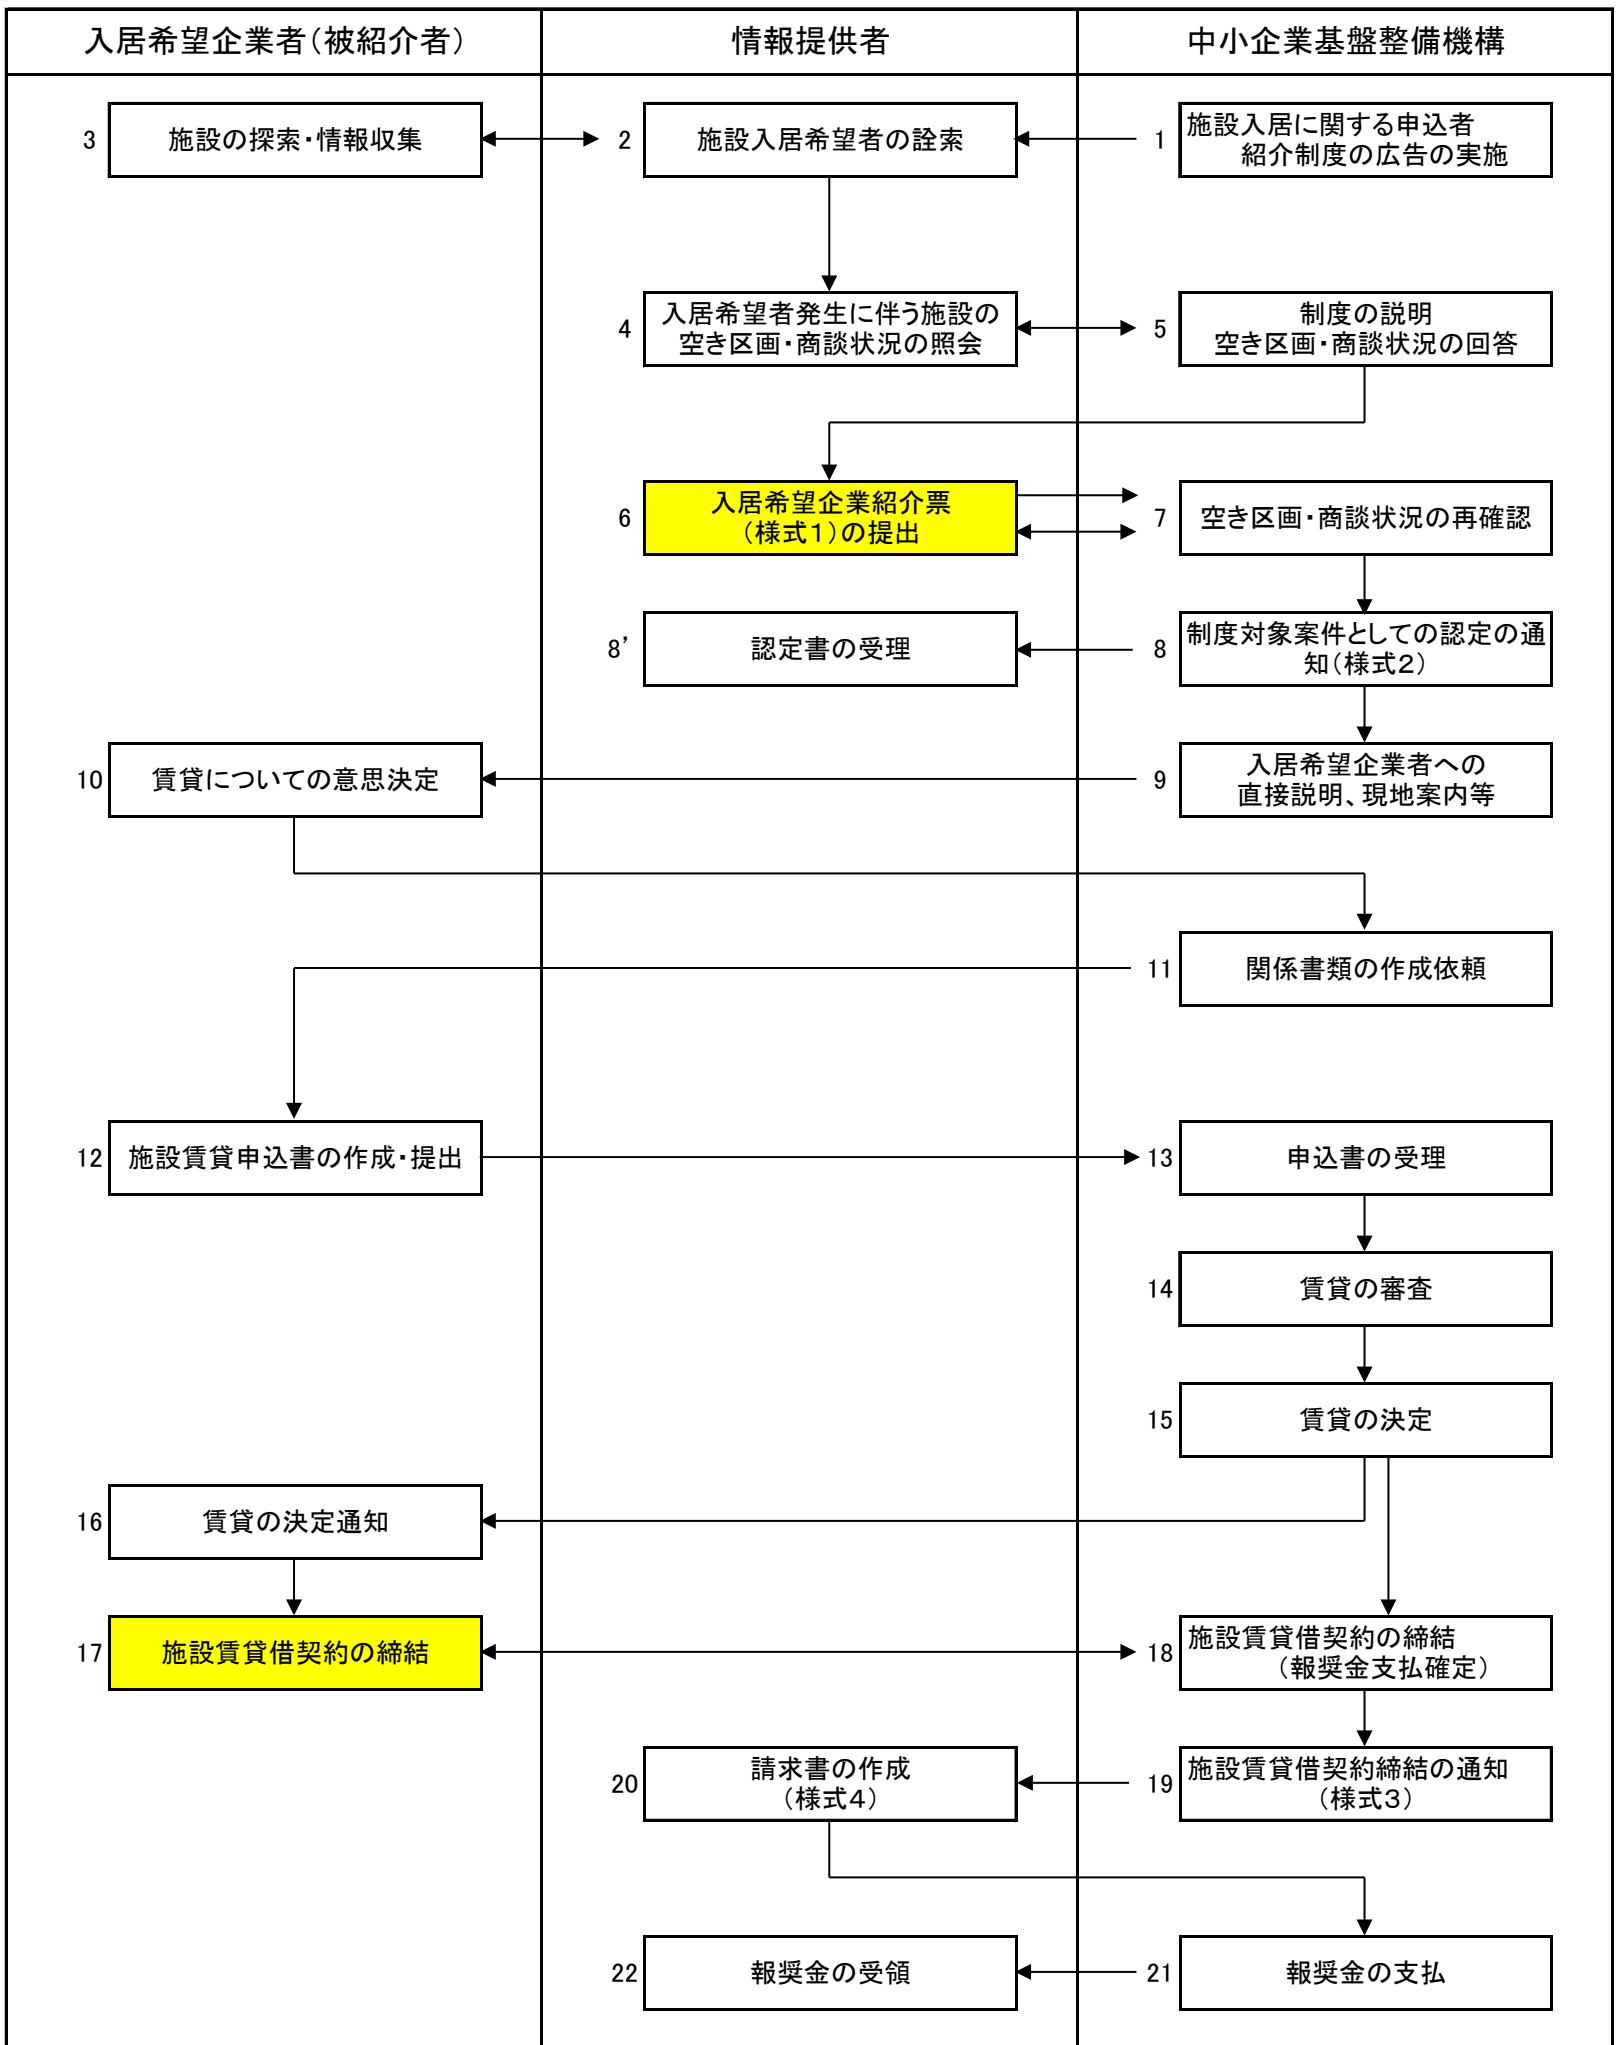 入居希望企業者（被紹介者）
情報提供者
中小企業基盤整備機構
3
施設の探索・情報収集
2
施設入居希望者の詮索
1
施設入居に関する申込者
紹介制度の広告の実施
4
入居希望者発生に伴う施設の
空き区画・商談状況の照会
5
制度の説明
空き区画・商談状況の回答
6
入居希望企業紹介票
（様式１）の提出
7
空き区画・商談状況の再確認
8’
認定書の受理
8
制度対象案件としての認定の通
知（様式２）
10
賃貸についての意思決定
9
入居希望企業者への
直接説明、現地案内等
11
関係書類の作成依頼
12
施設賃貸申込書の作成・提出
13
申込書の受理
14
賃貸の審査
15
賃貸の決定
16
賃貸の決定通知
17
施設賃貸借契約の締結
18
施設賃貸借契約の締結
（報奨金支払確定）
20
請求書の作成
（様式４）
19
施設賃貸借契約締結の通知
（様式３）
22
報奨金の受領
21
報奨金の支払